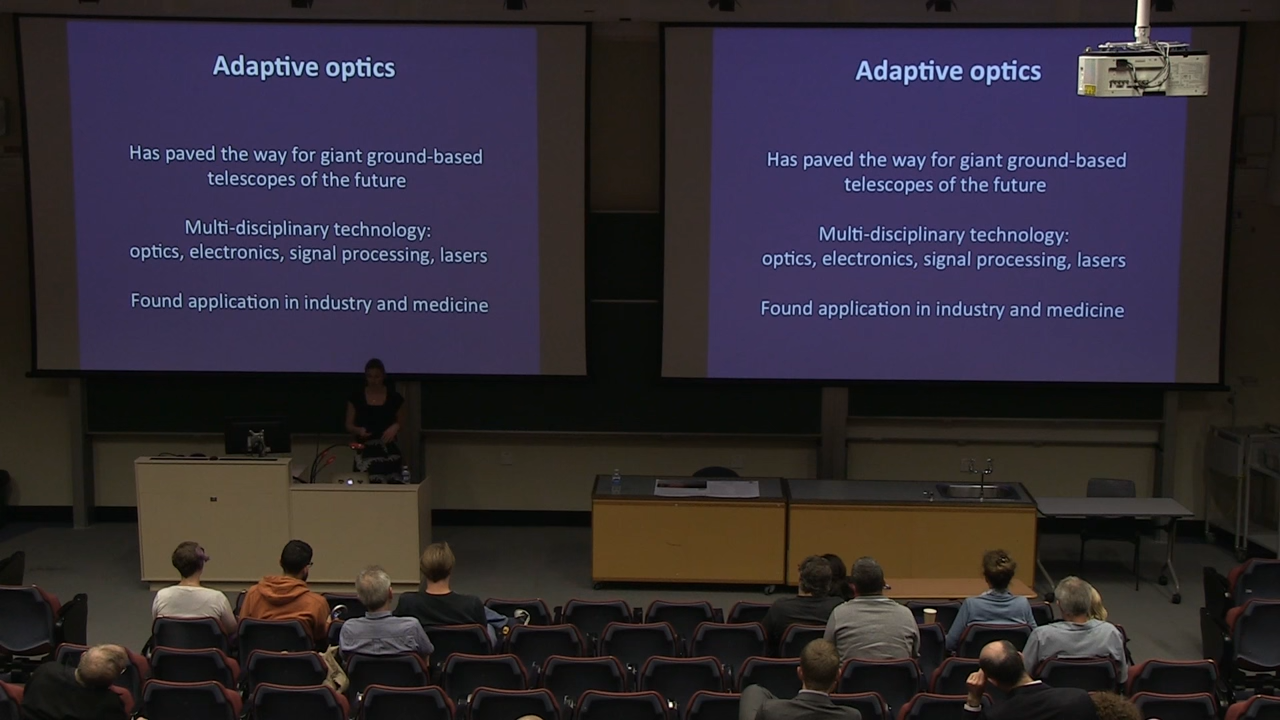 Adaptive optics
Has paved the way for giant ground-based
telescopes of the future
Multi-disciplinary technology:
optics, electronics, signal processing, lasers
Found application in industry and medicine
Adaptive optics
Has paved the way for giant ground-based
telescopes of the future
Multi-disciplinary technology:
optics, electronics, signal processing, lasers
Found application in industry and medicine